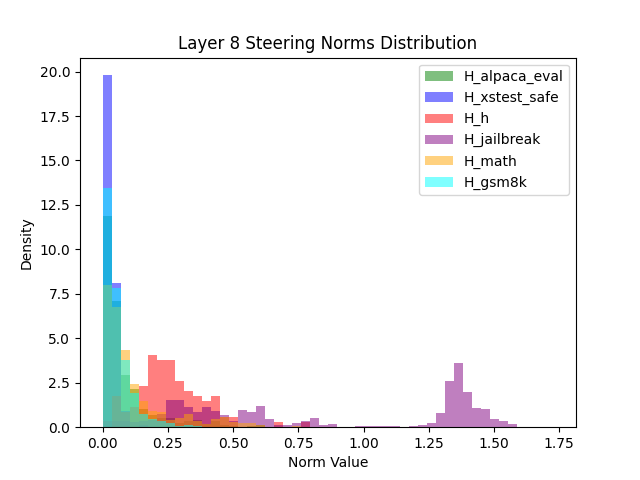 Layer 8 Steering Norms Distribution
20.0
17.5
15.0
12.5
10.0
7.5
5.0
2.5
0.0
Density
H_alpaca_eval
H_xstest_safe
H_h
H_jailbreak
H_math
H_gsm8k
0.00 0.25 0.50 0.75 1.00 1.25 1.50 1.75
Norm Value